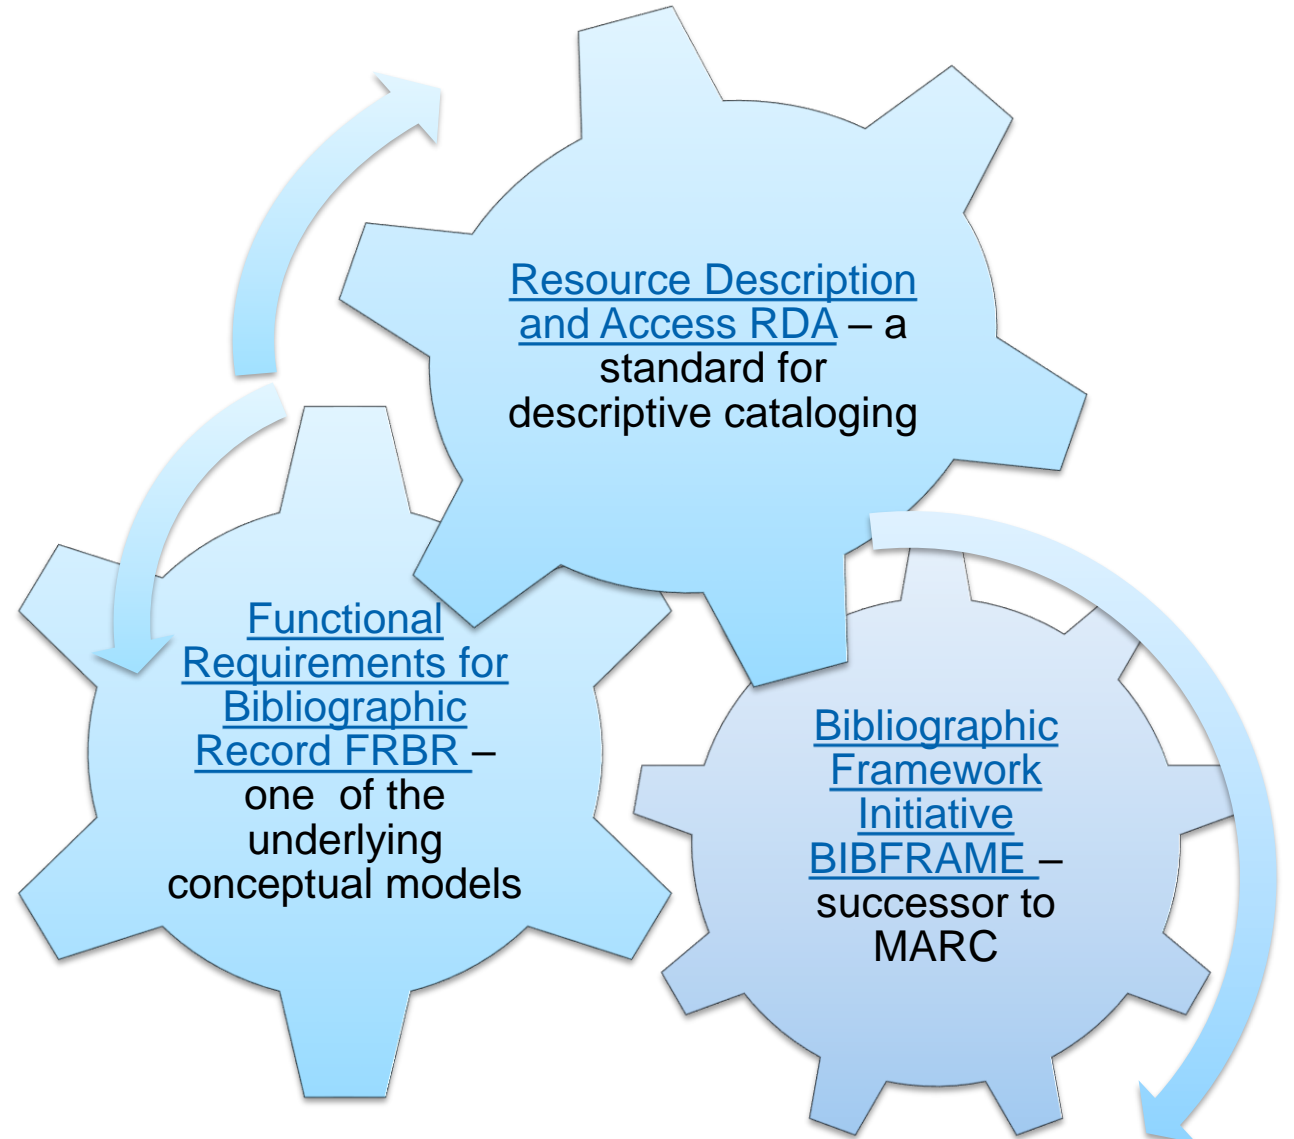 Resource Description
and Access RDA – a
standard for
descriptive cataloging
Functional
Requirements for
Bibliographic
Record FRBR –
one  of the
underlying
conceptual models
Bibliographic
Framework
Initiative
BIBFRAME –
successor to
MARC